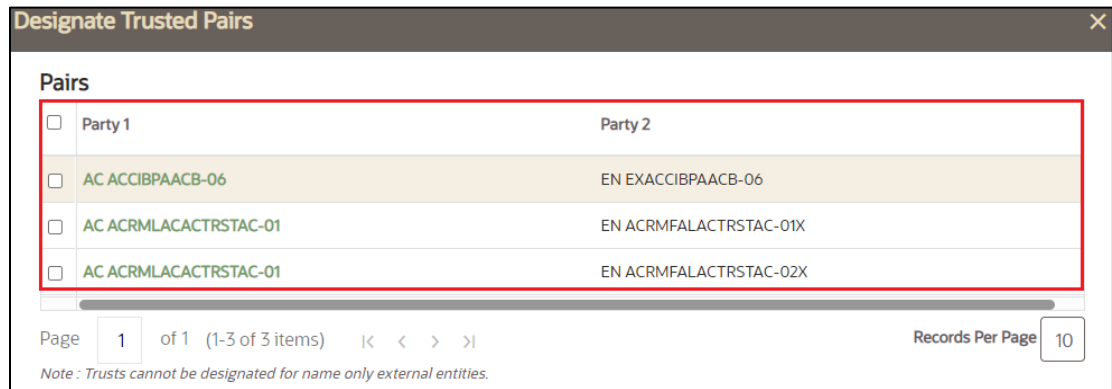 Designate Trusted Pairs
Pairs
Party 1 Party 2
AC ACCIBPAACB-06 EN EXACCIBPAACB-06
AC ACRMLACACTRSTAC-01 EN ACRMFALACTRSTAC-01X
AC ACRMLACACTRSTAC-01 EN ACRMFALACTRSTAC-02X
Page 1 of 1 (1-3 of 3 items) Records Per Page 10
Note : Trusts cannot be designated for name only external entities.